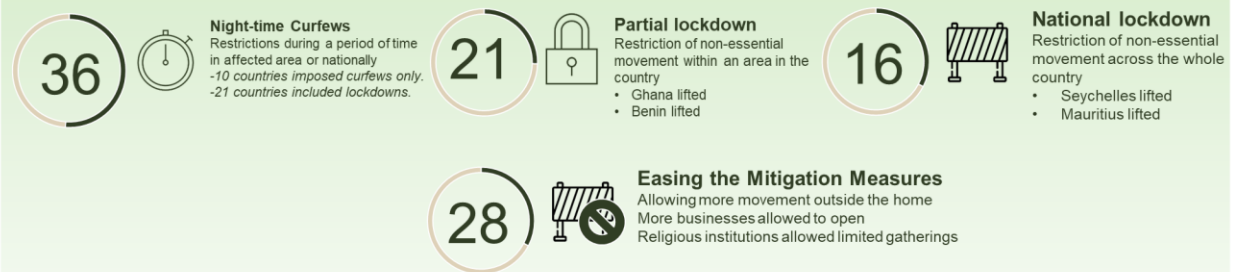 36
Night-time Curfews
Restrictions during a period of time
in affected area or nationally
-10 countries imposed curfews only.
-21 countries included lockdowns.
21
Partial lockdown
Restriction of non-essential
movement within an area in the
country
• Ghana lifted
• Benin lifted
16
National lockdown
Restriction of non-essential
movement across the whole
country
• Seychelles lifted
• Mauritius lifted
28
Easing the Mitigation Measures
Allowing more movement outside the home
More businesses allowed to open
Religious institutions allowed limited gatherings